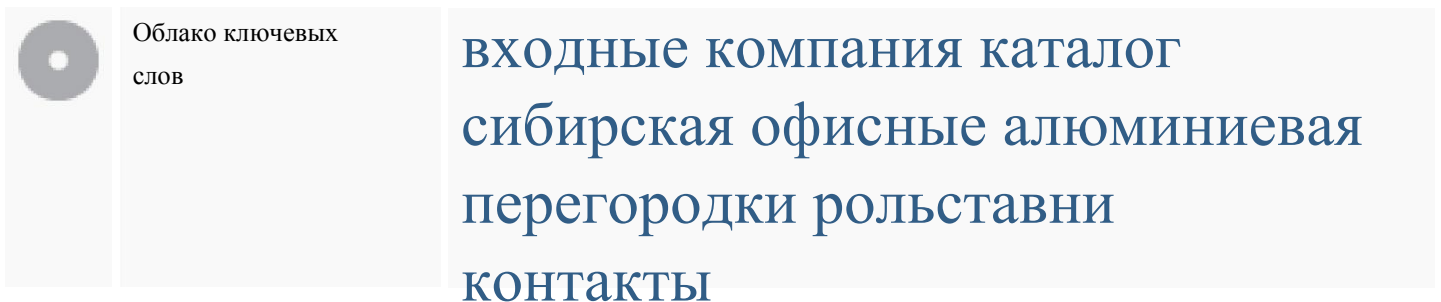 Облако ключевых
слов
входные компания каталог
сибирская офисные алюминиевая
перегородки рольставни
контакты